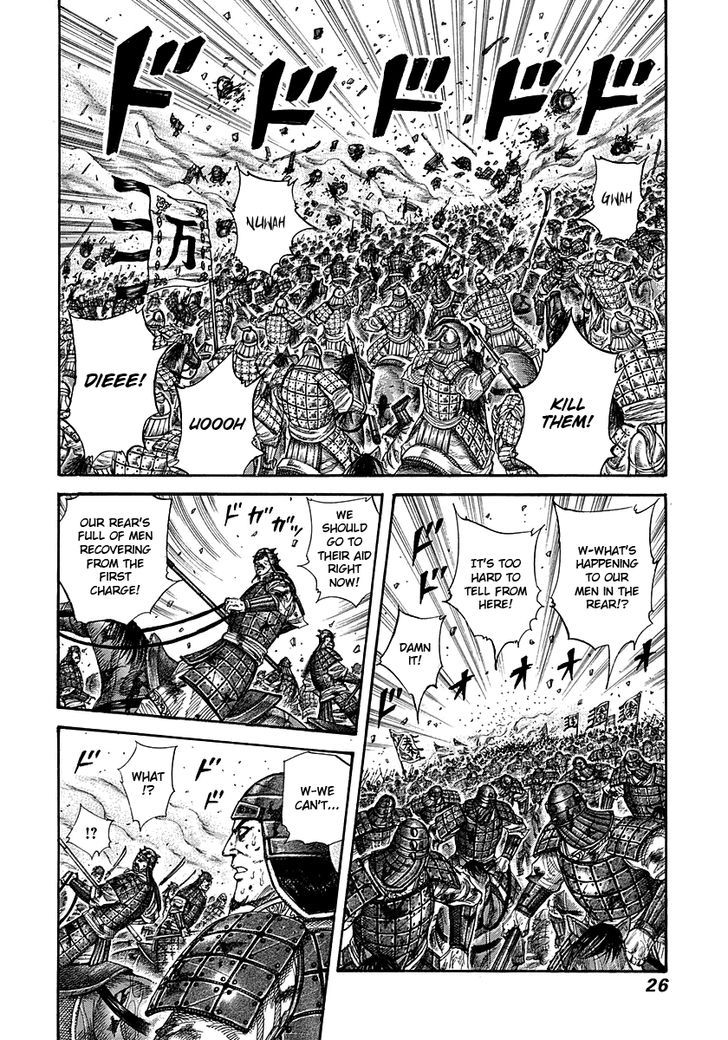 ド ド ド ド ド
GWAH
NUWAH
万
KILL
THEM!
UOOOH
DIEEE!
W-WHAT'S
HAPPENING
TO OUR
MEN IN THE
REAR!?
IT'S TOO
HARD TO
TELL FROM
HERE!
DAMN
IT!
ドドド
オ オ オ
WE
SHOULD
GO TO
THEIR AID
RIGHT
NOW!
OUR REAR'S
FULL OF MEN
RECOVERING
FROM THE
FIRST
CHARGE!
ド ガ ガッ
W-WE
CAN'T...
WHAT
!?
!?
ド ド
26